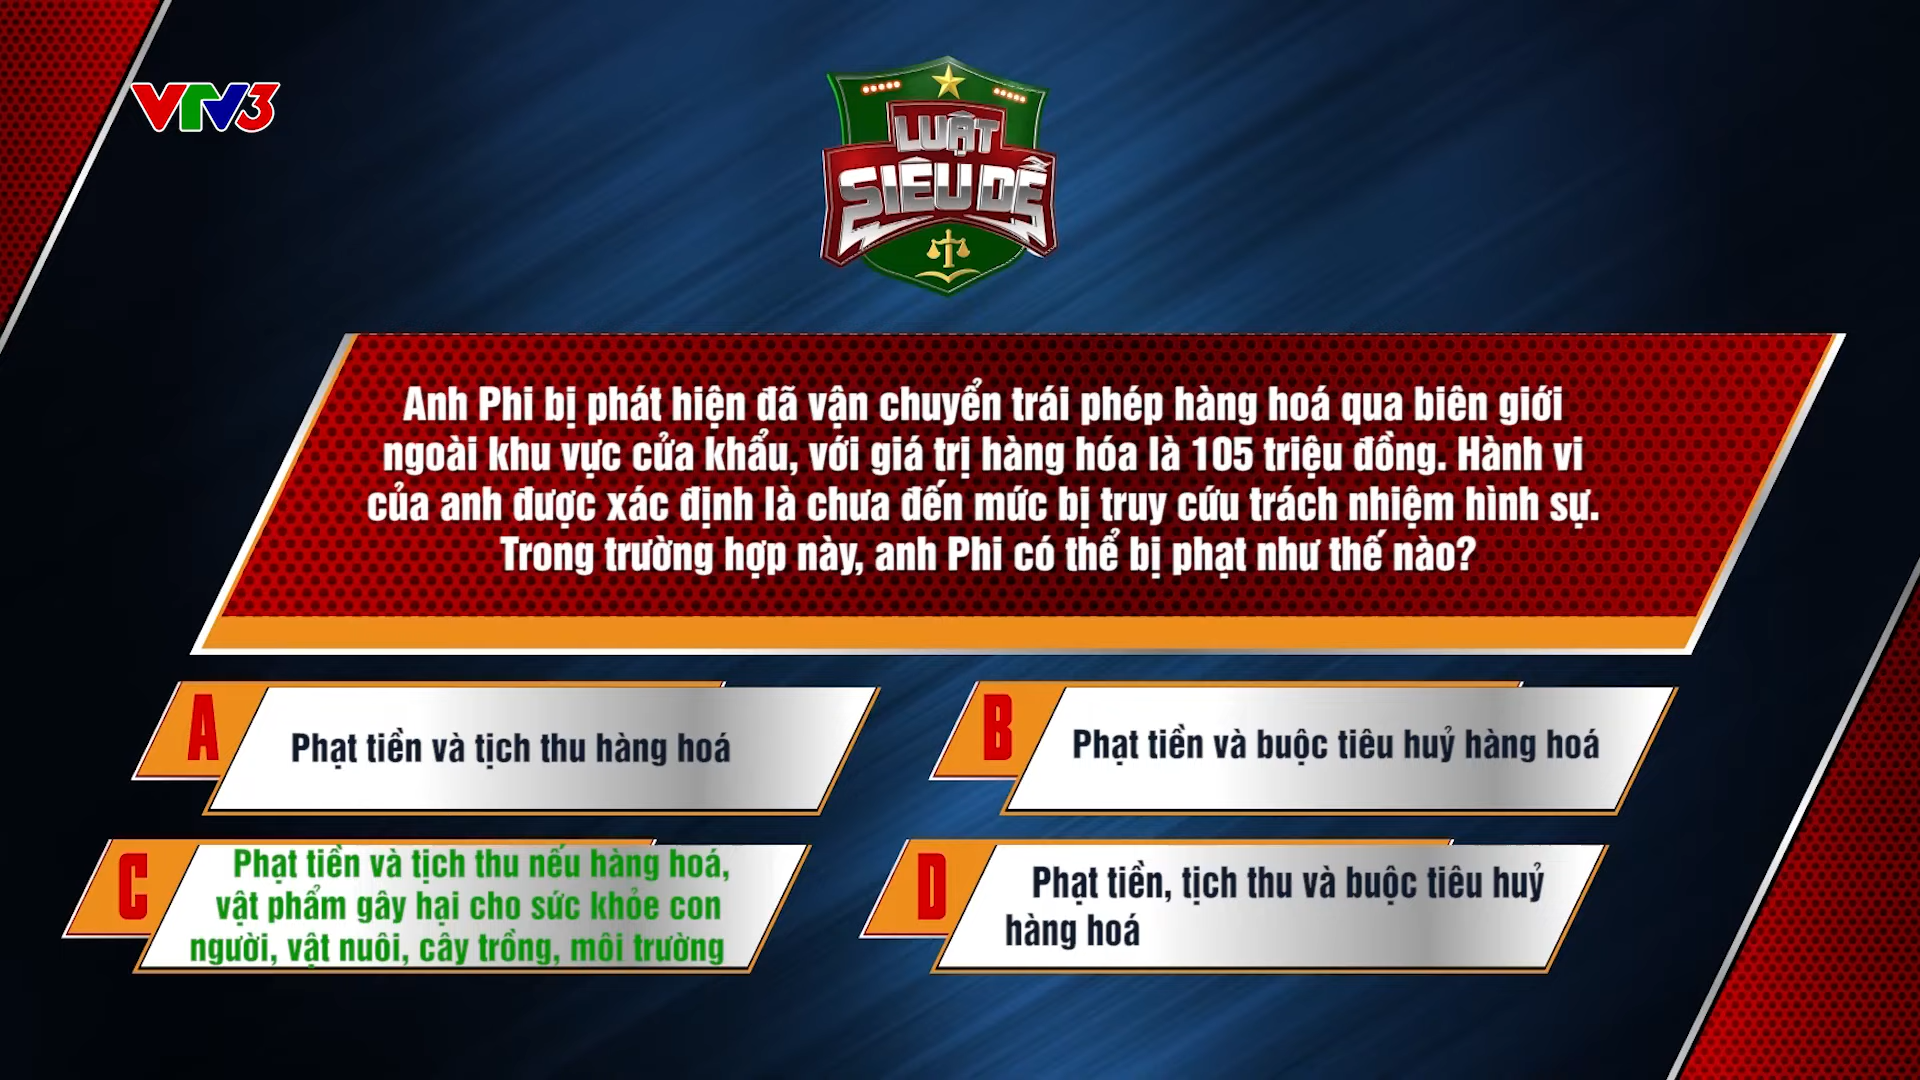 VTV3
LUẬT
SIÊU DỄ
Anh Phi bị phát hiện đã vận chuyển trái phép hàng hoá qua biên giới
ngoài khu vực cửa khẩu, với giá trị hàng hóa là 105 triệu đồng. Hành vi
của anh được xác định là chưa đến mức bị truy cứu trách nhiệm hình sự.
Trong trường hợp này, anh Phi có thể bị phạt như thế nào?
A
Phạt tiền và tịch thu hàng hoá
B
Phạt tiền và buộc tiêu huỷ hàng hoá
C
Phạt tiền và tịch thu nếu hàng hoá,
vật phẩm gây hại cho sức khỏe con
người, vật nuôi, cây trồng, môi trường
D
Phạt tiền, tịch thu và buộc tiêu huỷ
hàng hoá